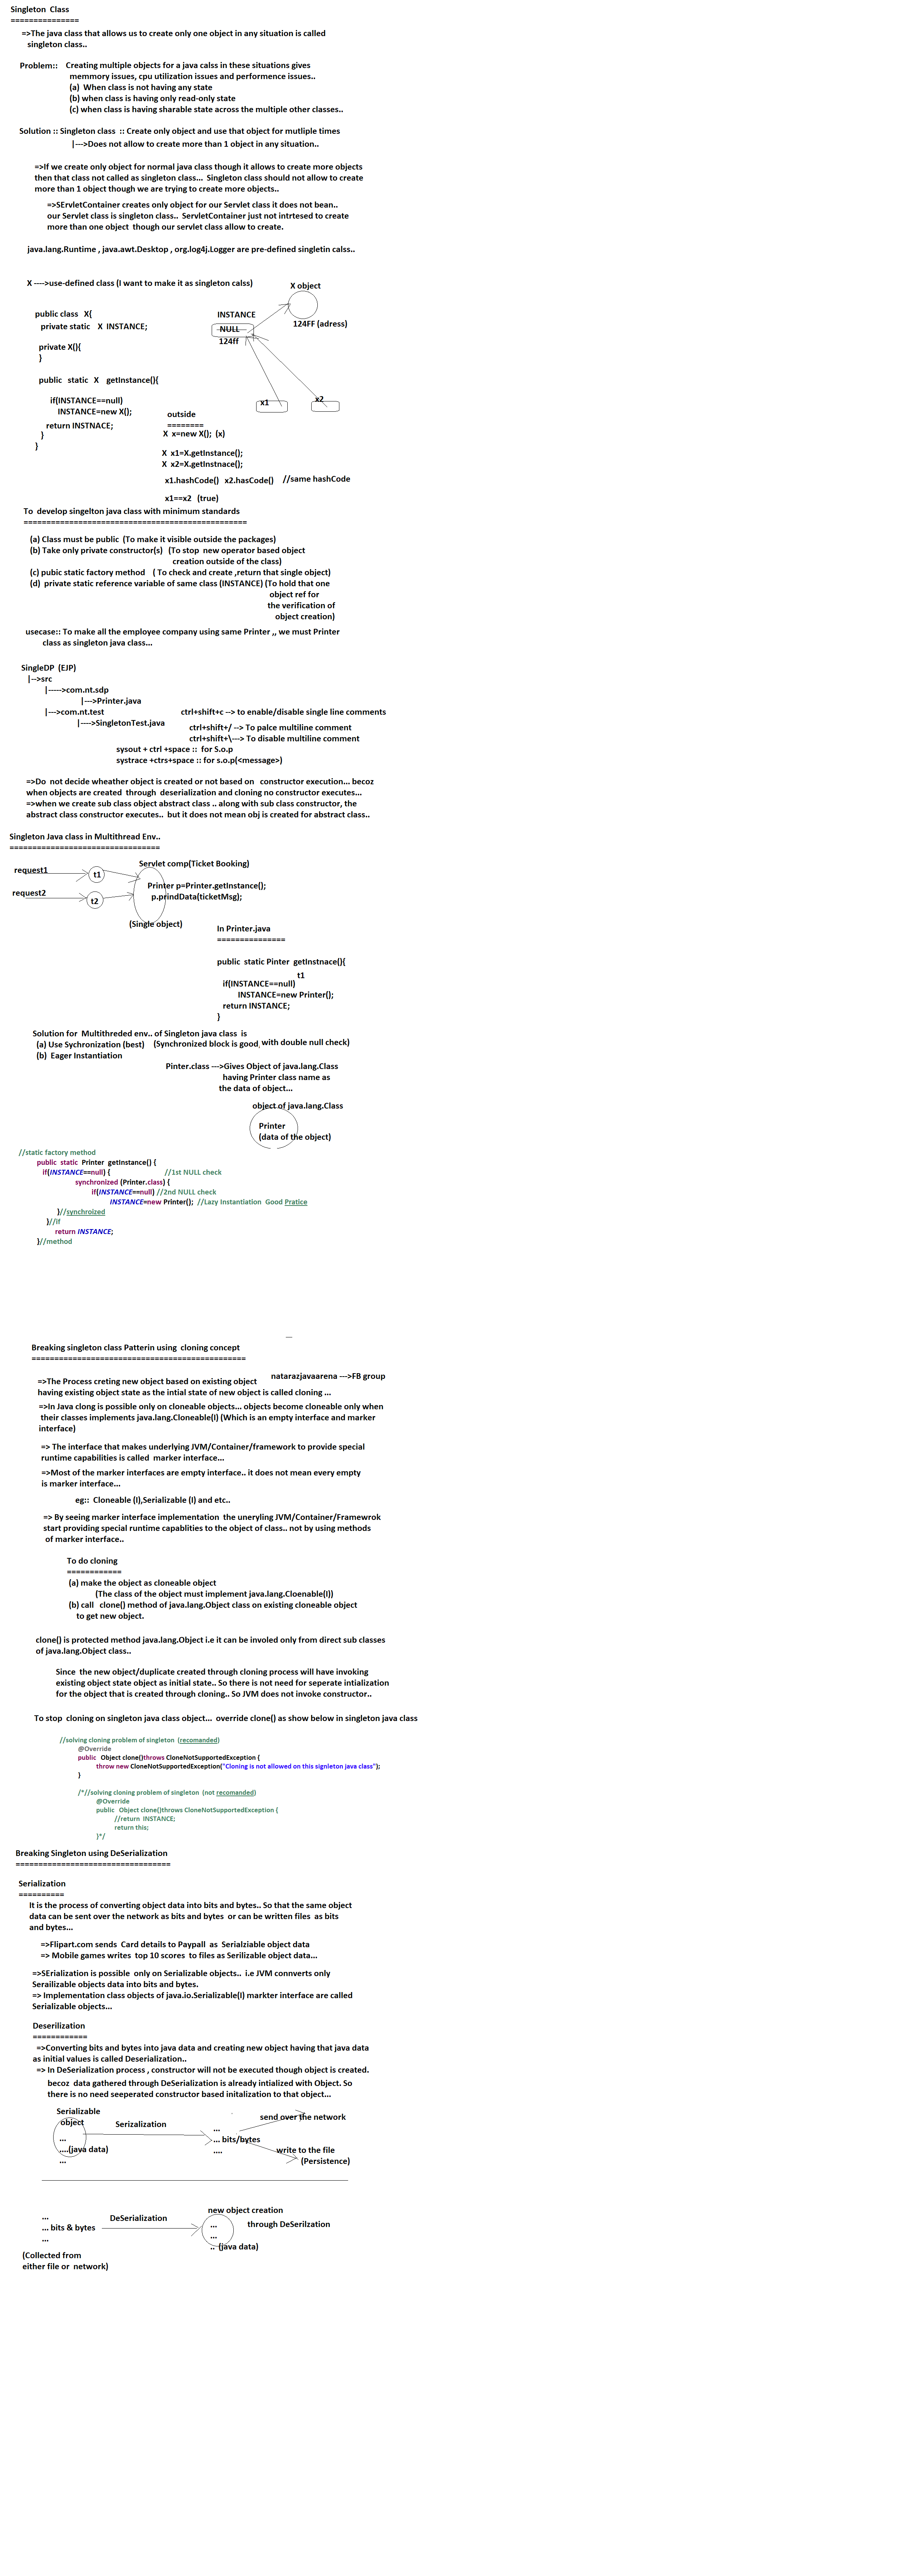 Singleton Class
===============
=>The java class that allows us to create only one object in any situation is called
singleton class..
Problem:: Creating multiple objects for a java calss in these situations gives
memmory issues, cpu utilization issues and performence issues..
(a) When class is not having any state
(b) when class is having only read-only state
(c) when class is having sharable state across the multiple other classes..
Solution :: Singleton class :: Create only object and use that object for mutliple times
|--->Does not allow to create more than 1 object in any situation..
=>If we create only object for normal java class though it allows to create more objects
then that class not called as singleton class... Singleton class should not allow to create
more than 1 object though we are trying to create more objects..
=>SErvletContainer creates only object for our Servlet class it does not bean..
our Servlet class is singleton class.. ServletContainer just not intrtesed to create
more than one object though our servlet class allow to create.
java.lang.Runtime , java.awt.Desktop , org.log4j.Logger are pre-defined singletin calss..
X ---->use-defined class (I want to make it as singleton calss)
X object
124FF (adress)
INSTANCE
NULL
124ff
x1
x2
public class X{
private static X INSTANCE;
private X(){
}
public static X getInstance(){
if(INSTANCE==null)
INSTANCE=new X();
return INSTNACE;
}
}
outside
========
X x=new X(); (x)
X x1=X.getInstance();
X x2=X.getInstnace();
x1.hashCode() x2.hasCode() //same hashCode
x1==x2 (true)
To develop singelton java class with minimum standards
=================================================
(a) Class must be public (To make it visible outside the packages)
(b) Take only private constructor(s) (To stop new operator based object
creation outside of the class)
(c) pubic static factory method ( To check and create ,return that single object)
(d) private static reference variable of same class (INSTANCE) (To hold that one
object ref for
the verification of
object creation)
usecase:: To make all the employee company using same Printer ,, we must Printer
class as singleton java class...
SingleDP (EJP)
|-->src
|----->com.nt.sdp
|--->Printer.java
|--->com.nt.test
|---->SingletonTest.java
ctrl+shift+c --> to enable/disable single line comments
ctrl+shift+/ --> To palce multiline comment
ctrl+shift+\---> To disable multiline comment
sysout + ctrl +space :: for S.o.p
systrace +ctrs+space :: for s.o.p(<message>)
=>Do not decide wheather object is created or not based on constructor execution... becoz
when objects are created through deserialization and cloning no constructor executes...
=>when we create sub class object abstract class .. along with sub class constructor, the
abstract class constructor executes.. but it does not mean obj is created for abstract class..
Singleton Java class in Multithread Env..
=================================
request1
t1
request2
t2
Servlet comp(Ticket Booking)
Printer p=Printer.getInstance();
p.prindData(ticketMsg);
(Single object)
In Printer.java
===============
public static Pinter getInstnace(){
t1
if(INSTANCE==null)
INSTANCE=new Printer();
return INSTANCE;
}
Solution for Multithreded env.. of Singleton java class is
(a) Use Sychronization (best) (Synchronized block is good, with double null check)
(b) Eager Instantiation
Pinter.class --->Gives Object of java.lang.Class
having Printer class name as
the data of object...
object of java.lang.Class
Printer
(data of the object)
//static factory method
public static Printer getInstance() {
if(INSTANCE==null) { //1st NULL check
synchronized (Printer.class) {
if(INSTANCE==null) //2nd NULL check
INSTANCE=new Printer(); //Lazy Instantiation Good Pratice
}//synchroized
}//if
return INSTANCE;
}//method
Breaking singleton class Patterin using cloning concept
===============================================
natarazjavaarena --->FB group
=>The Process creting new object based on existing object
having existing object state as the intial state of new object is called cloning ...
=>In Java clong is possible only on cloneable objects... objects become cloneable only when
their classes implements java.lang.Cloneable(I) (Which is an empty interface and marker
interface)
=> The interface that makes underlying JVM/Container/framework to provide special
runtime capabilities is called marker interface...
=>Most of the marker interfaces are empty interface.. it does not mean every empty
is marker interface...
eg:: Cloneable (I),Serializable (I) and etc..
=> By seeing marker interface implementation the uneryling JVM/Container/Framewrok
start providing special runtime capablities to the object of class.. not by using methods
of marker interface..
To do cloning
============
(a) make the object as cloneable object
(The class of the object must implement java.lang.Cloenable(I))
(b) call clone() method of java.lang.Object class on existing cloneable object
to get new object.
clone() is protected method java.lang.Object i.e it can be involed only from direct sub classes
of java.lang.Object class..
Since the new object/duplicate created through cloning process will have invoking
existing object state object as initial state.. So there is not need for seperate intialization
for the object that is created through cloning.. So JVM does not invoke constructor..
To stop cloning on singleton java class object... override clone() as show below in singleton java class
//solving cloning problem of singleton (recomanded)
@Override
public Object clone()throws CloneNotSupportedException {
throw new CloneNotSupportedException("Cloning is not allowed on this signleton java class");
}
/*//solving cloning problem of singleton (not recomanded)
@Override
public Object clone()throws CloneNotSupportedException {
//return INSTANCE;
return this;
}*/
Breaking Singleton using DeSerialization
==================================
Serialization
==========
It is the process of converting object data into bits and bytes.. So that the same object
data can be sent over the network as bits and bytes or can be written files as bits
and bytes...
=>Flipart.com sends Card details to Paypall as Serialziable object data
=> Mobile games writes top 10 scores to files as Serilizable object data...
=>SErialization is possible only on Serializable objects.. i.e JVM connverts only
Serailizable objects data into bits and bytes.
=> Implementation class objects of java.io.Serializable(I) markter interface are called
Serializable objects...
Deserilization
============
=>Converting bits and bytes into java data and creating new object having that java data
as initial values is called Deserialization..
=> In DeSerialization process , constructor will not be executed though object is created.
becoz data gathered through DeSerialization is already intialized with Object. So
there is no need seeperated constructor based initalization to that object...
Serializable
object
...
....(java data)
...
Serizalization
...
... bits/bytes
....
send over the network
write to the file
(Persistence)
...
... bits & bytes
...
(Collected from
either file or network)
DeSerialization
new object creation
through DeSerilzation
...
...
.. (java data)